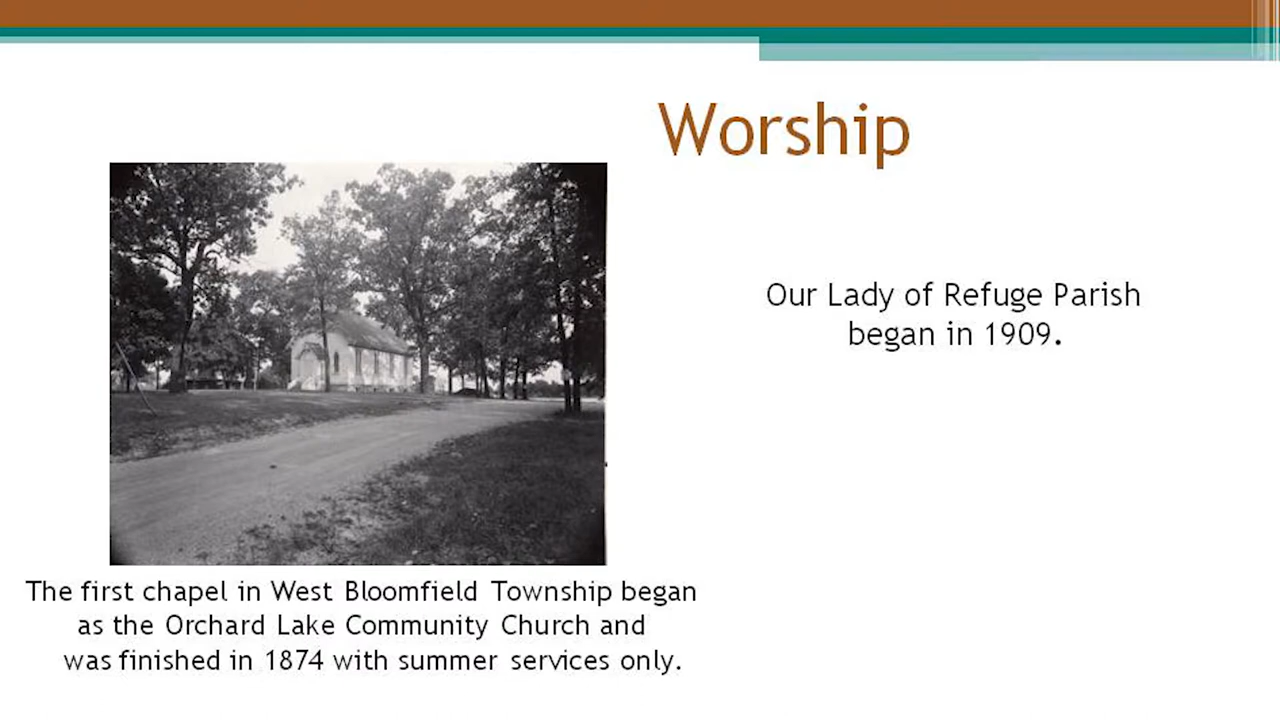 Worship
Our Lady of Refuge Parish
began in 1909.
The first chapel in West Bloomfield Township began
as the Orchard Lake Community Church and
was finished in 1874 with summer services only.